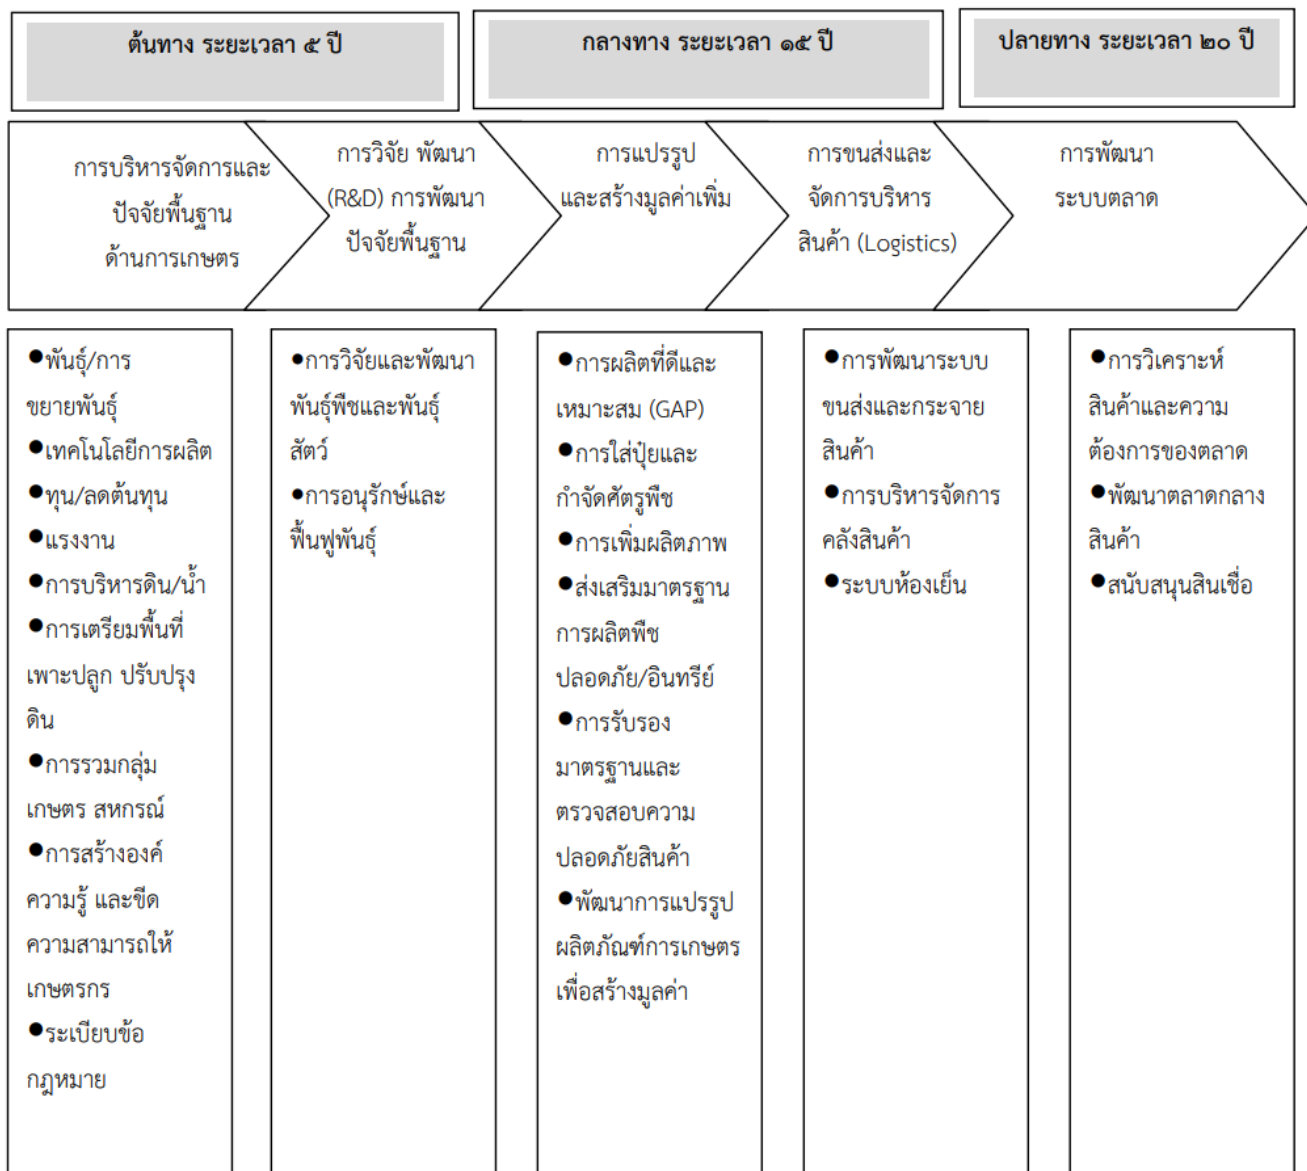 ต้นทาง ระยะเวลา ๕ ปี
กลางทาง ระยะเวลา ๑๕ ปี
ปลายทาง ระยะเวลา ๒๐ ปี
การบริหารจัดการและ
ปัจจัยพื้นฐาน
ด้านการเกษตร
การวิจัย พัฒนา
(R&D) การพัฒนา
ปัจจัยพื้นฐาน
การแปรรูป
และสร้างมูลค่าเพิ่ม
การขนส่งและ
จัดการบริหาร
สินค้า (Logistics)
การพัฒนา
ระบบตลาด
●พันธุ์/การ
ขยายพันธุ์
●เทคโนโลยีการผลิต
●ทุน/ลดต้นทุน
●แรงงาน
●การบริหารดิน/น้ำ
●การเตรียมพื้นที่
เพาะปลูก ปรับปรุง
ดิน
●การรวมกลุ่ม
เกษตร สหกรณ์
●การสร้างองค์
ความรู้ และขีด
ความสามารถให้
เกษตรกร
●ระเบียบข้อ
กฎหมาย
●การวิจัยและพัฒนา
พันธุ์พืชและพันธุ์
สัตว์
●การอนุรักษ์และ
ฟื้นฟูพันธุ์
●การผลิตที่ดีและ
เหมาะสม (GAP)
●การใส่ปุ๋ยและ
กำจัดศัตรูพืช
●การเพิ่มผลิตภาพ
●ส่งเสริมมาตรฐาน
การผลิตพืช
ปลอดภัย/อินทรีย์
●การรับรอง
มาตรฐานและ
ตรวจสอบความ
ปลอดภัยสินค้า
●พัฒนาการแปรรูป
ผลิตภัณฑ์การเกษตร
เพื่อสร้างมูลค่า
●การพัฒนาระบบ
ขนส่งและกระจาย
สินค้า
●การบริหารจัดการ
คลังสินค้า
●ระบบห้องเย็น
●การวิเคราะห์
สินค้าและความ
ต้องการของตลาด
●พัฒนาตลาดกลาง
สินค้า
●สนับสนุนสินเชื่อ